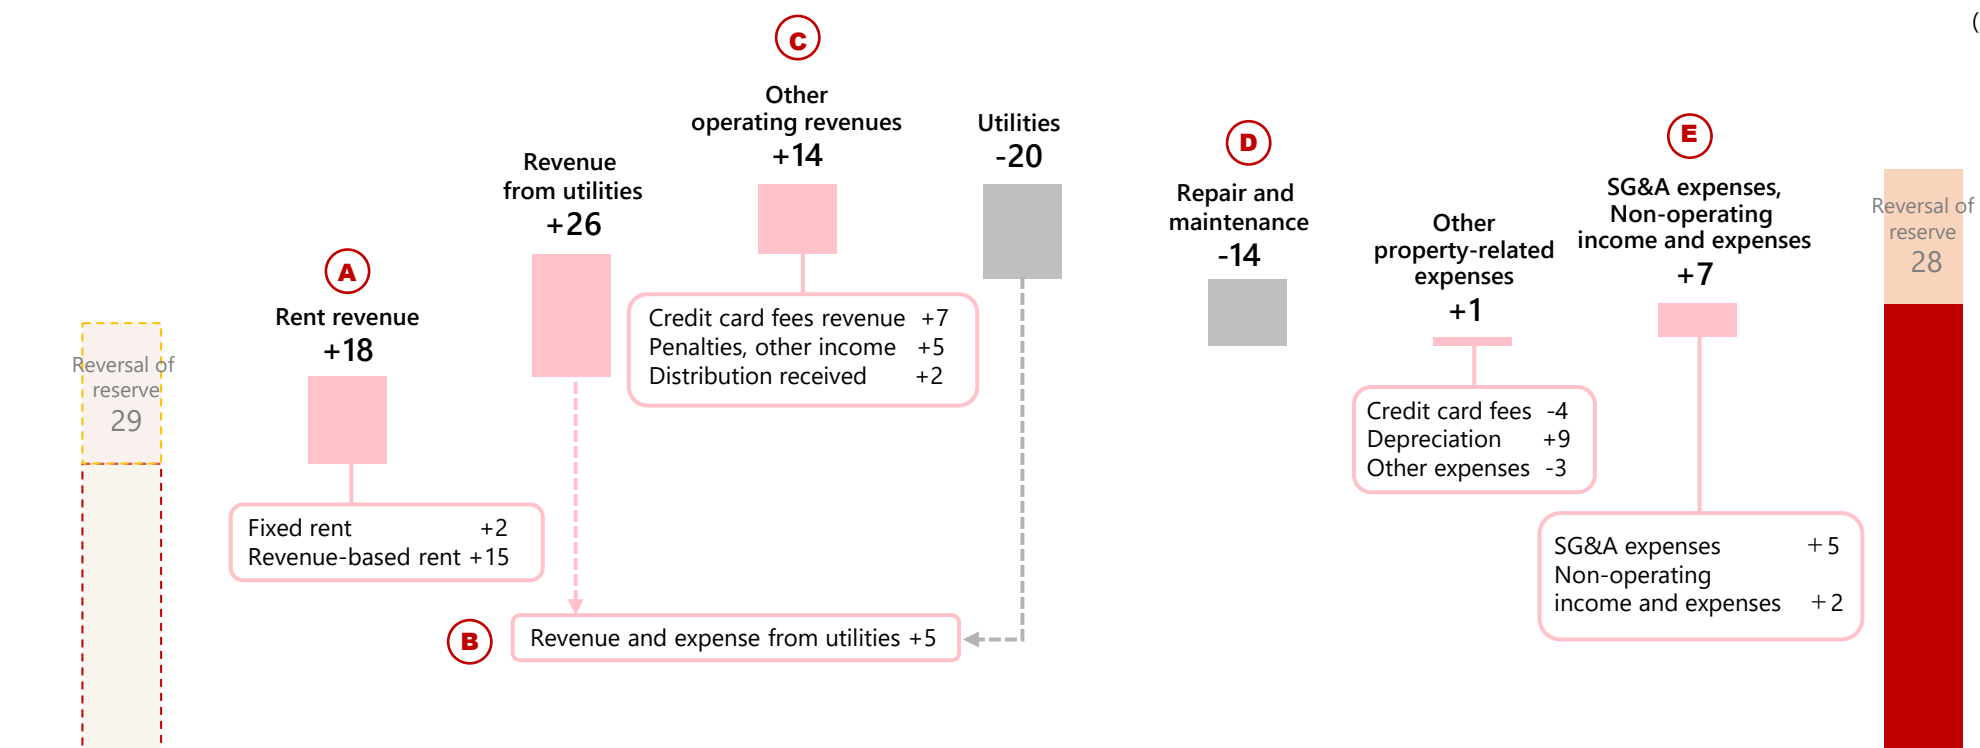 (
Reversal of
reserve
29
A
Rent revenue
+18
Fixed rent +2
Revenue-based rent +15
Revenue
from utilities
+26
B
Revenue and expense from utilities +5
C
Other
operating revenues
+14
Credit card fees revenue +7
Penalties, other income +5
Distribution received +2
Utilities
-20
D
Repair and
maintenance
-14
Other
property-related
expenses
+1
Credit card fees -4
Depreciation +9
Other expenses -3
E
SG&A expenses,
Non-operating
income and expenses
+7
SG&A expenses +5
Non-operating
income and expenses +2
Reversal of
reserve
28